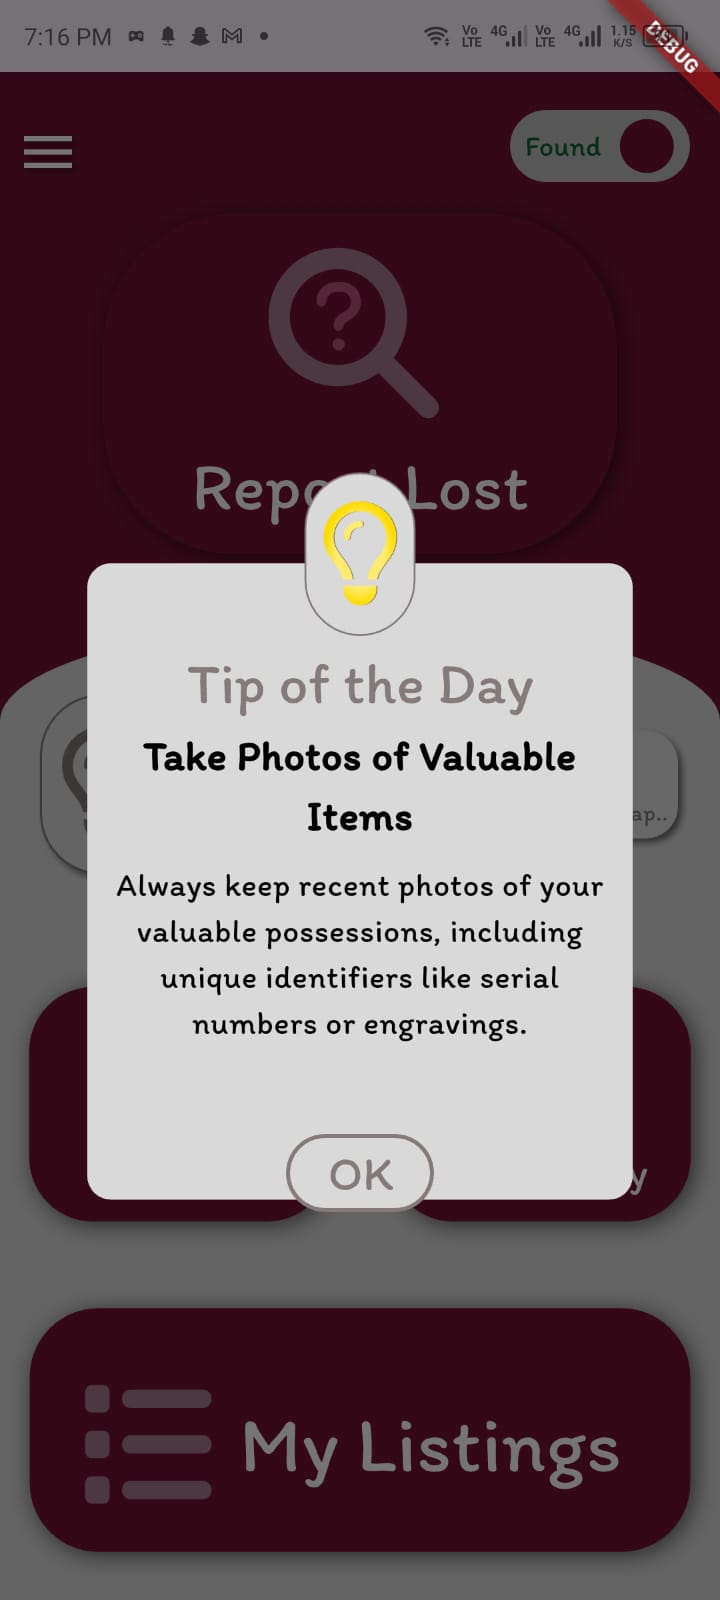 7:16 PM
Vo LTE 4G Vo LTE 4G 1.15 K/S
DEBUG
Found
?
Report Lost
Tip of the Day
Take Photos of Valuable
Items
ap..
Always keep recent photos of your
valuable possessions, including
unique identifiers like serial
numbers or engravings.
OK
y
My Listings